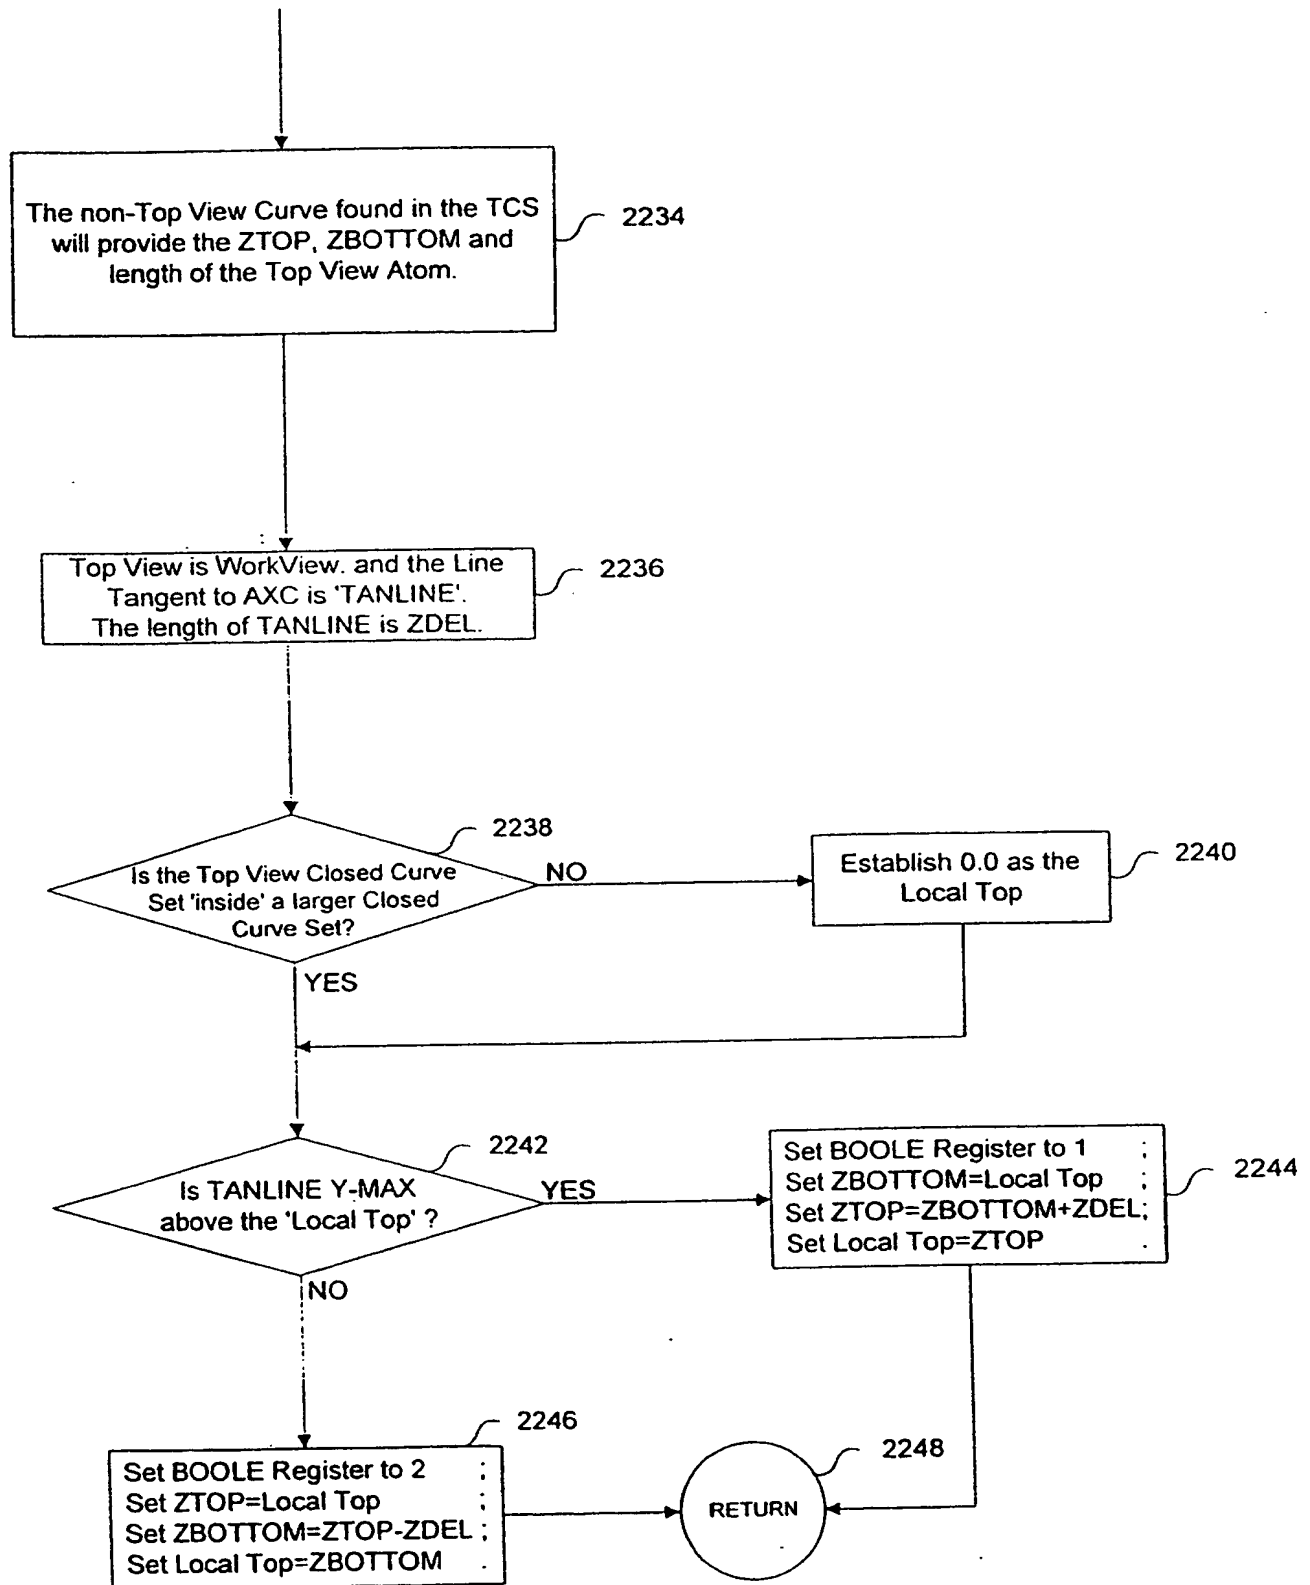 The non-Top View Curve found in the TCS
will provide the ZTOP, ZBOTTOM and
length of the Top View Atom.
2234
Top View is WorkView. and the Line
Tangent to AXC is 'TANLINE'.
The length of TANLINE is ZDEL.
2236
2238
Is the Top View Closed Curve
Set 'inside' a larger Closed
Curve Set?
NO
Establish 0.0 as the
Local Top
2240
YES
2242
Is TANLINE Y-MAX
above the 'Local Top' ?
YES
Set BOOLE Register to 1 ;
Set ZBOTTOM=Local Top ;
Set ZTOP=ZBOTTOM+ZDEL;
Set Local Top=ZTOP .
2244
NO
2246
Set BOOLE Register to 2 ;
Set ZTOP=Local Top ;
Set ZBOTTOM=ZTOP-ZDEL ;
Set Local Top=ZBOTTOM .
2248
RETURN